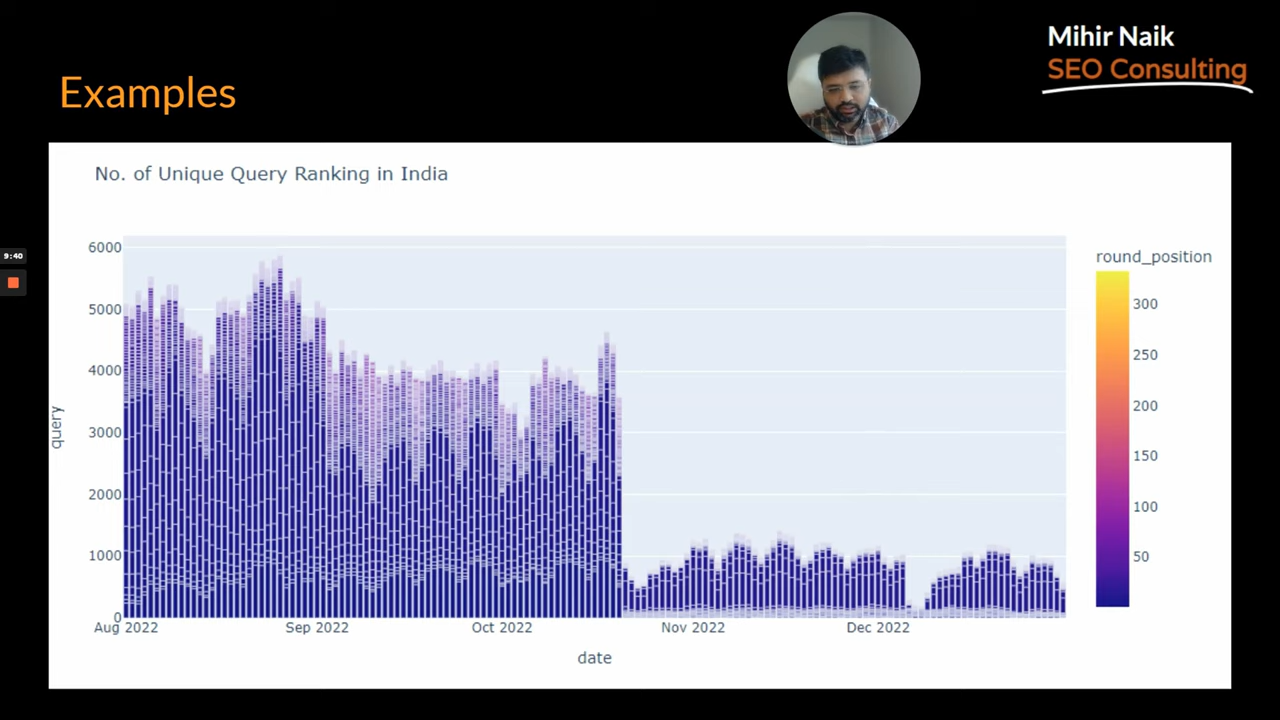 Mihir Naik
SEO Consulting
Examples
No. of Unique Query Ranking in India
9:40
round_position
6000
5000
4000
3000
2000
1000
0
query
300
250
200
150
100
50
Aug 2022
Sep 2022
Oct 2022
Nov 2022
Dec 2022
date